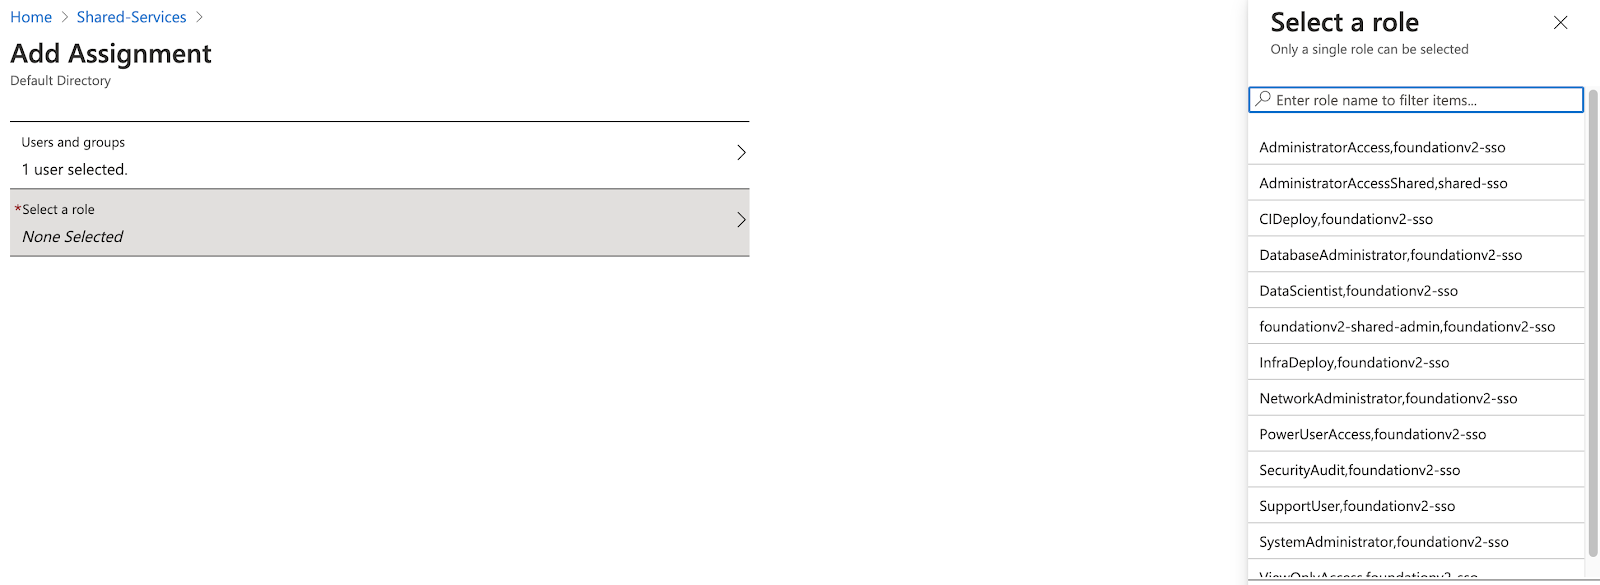 Home > Shared-Services >
Add Assignment
Default Directory
Users and groups
1 user selected.
*Select a role
None Selected
Select a role
Only a single role can be selected
Enter role name to filter items...
AdministratorAccess,foundationv2-sso
AdministratorAccessShared,shared-sso
CIDeploy,foundationv2-sso
DatabaseAdministrator,foundationv2-sso
DataScientist,foundationv2-sso
foundationv2-shared-admin,foundationv2-sso
InfraDeploy,foundationv2-sso
NetworkAdministrator,foundationv2-sso
PowerUserAccess,foundationv2-sso
SecurityAudit,foundationv2-sso
SupportUser,foundationv2-sso
SystemAdministrator,foundationv2-sso
ViewOnlyAccess,foundationv2-sso